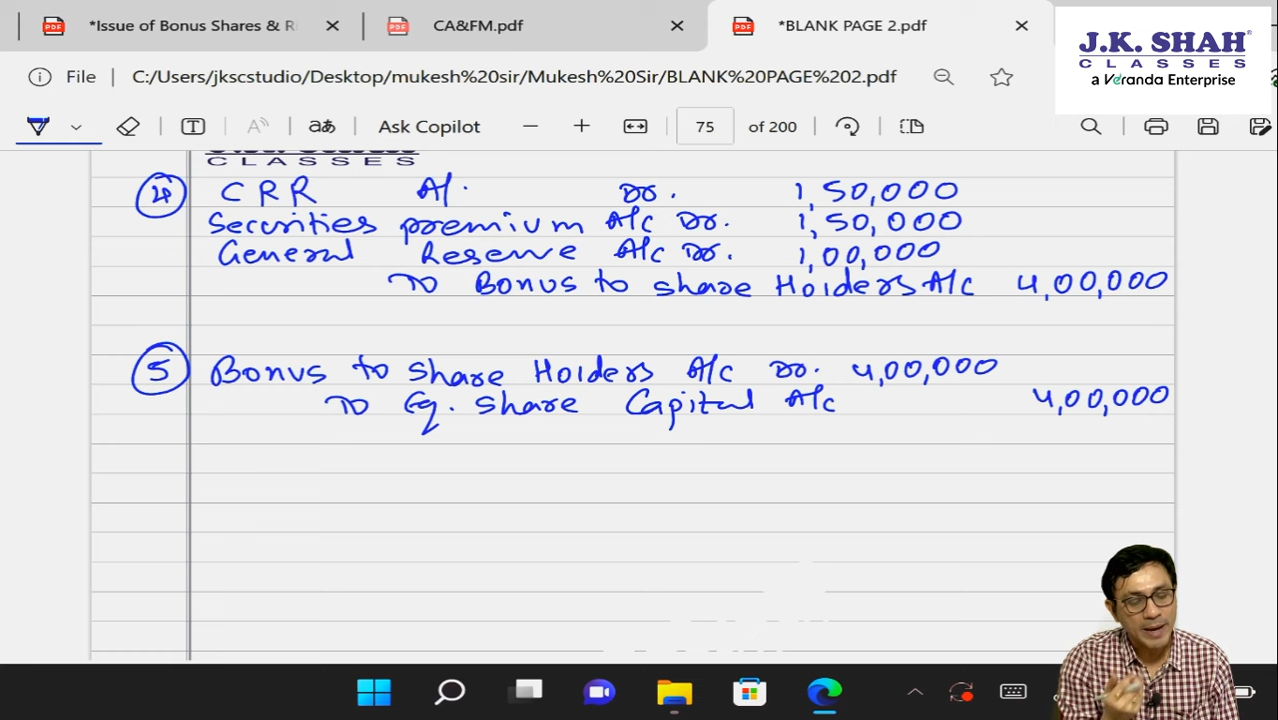 *Issue of Bonus Shares & Ri
CA&FM.pdf
*BLANK PAGE 2.pdf
J.K. SHAH
CLASSES
a Veranda Enterprise
File C:/Users/jkscstudio/Desktop/mukesh%20sir/Mukesh%20Sir/BLANK%20PAGE%202.pdf
Ask Copilot 75 of 200
CLASSES
4 CRR A/. Dr. 1,50,000
Securities premium A/c Dr. 1,50,000
General Reserve A/c Dr. 1,00,000
To Bonus to share Holders A/c 4,00,000
5 Bonus to share Holders A/c Dr. 4,00,000
To Eq. share Capital A/c 4,00,000